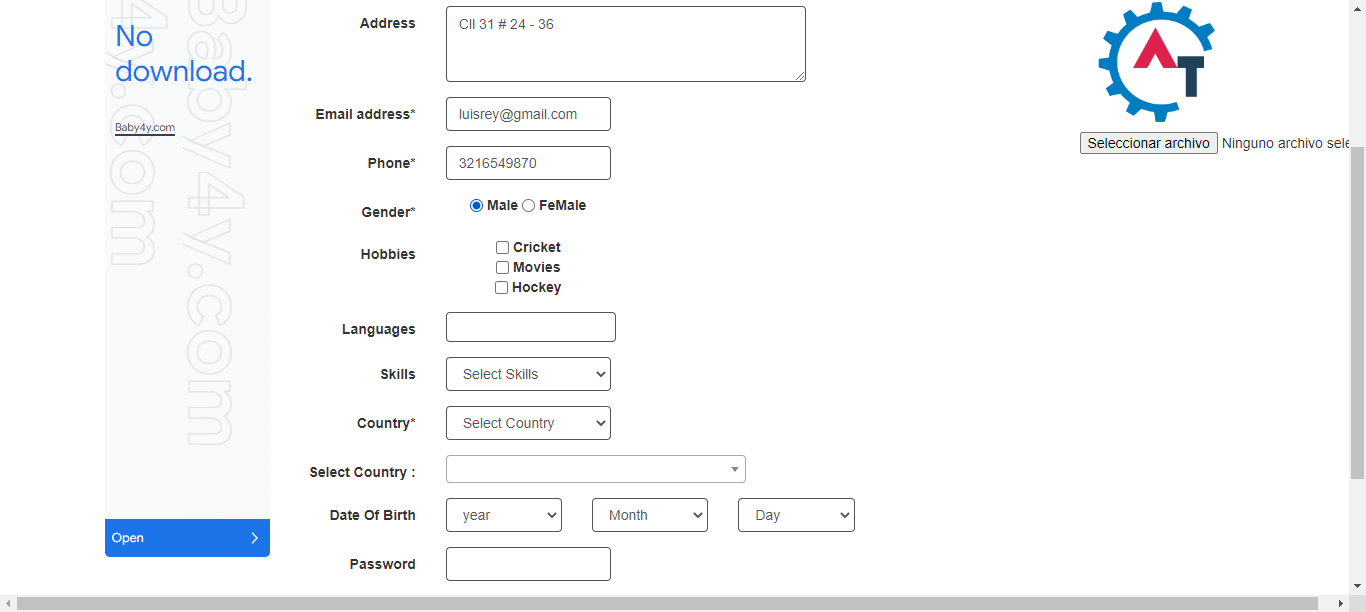 No
download.
Baby4y.com
Baby4y.com
4y.com
Open
Address
Cll 31 # 24 - 36
Email address*
luisrey@gmail.com
Phone*
3216549870
Gender*
Male FeMale
Hobbies
Cricket
Movies
Hockey
Languages
Skills
Select Skills
Country*
Select Country
Select Country :
Date Of Birth
year Month Day
Password
AT
Seleccionar archivo Ninguno archivo sele